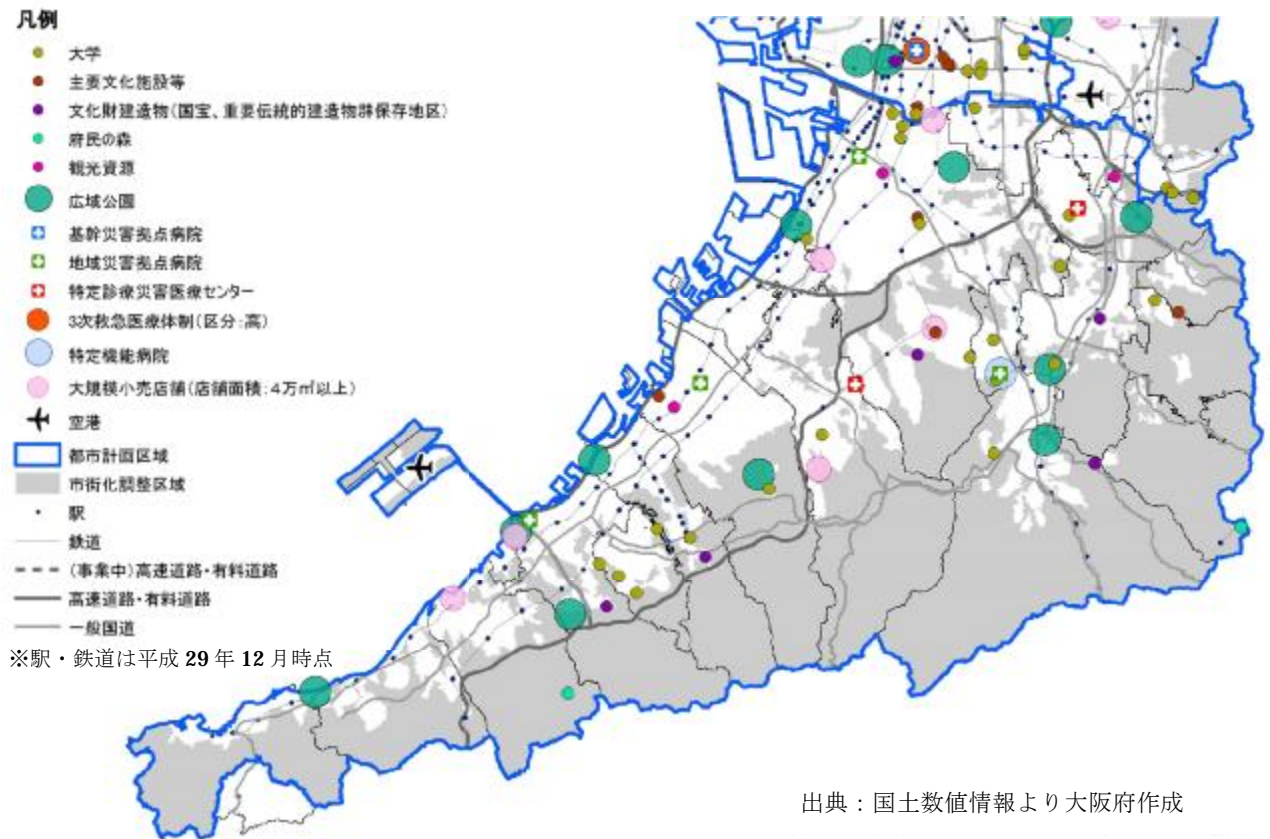 凡例
大学
主要文化施設等
文化財建造物(国宝、重要伝統的建造物群保存地区)
府民の森
観光資源
広域公園
基幹災害拠点病院
地域災害拠点病院
特定診療災害医療センター
3次救急医療体制(区分:高)
特定機能病院
大規模小売店舗(店舗面積:4万㎡以上)
空港
都市計画区域
市街化調整区域
駅
鉄道
(事業中)高速道路・有料道路
高速道路・有料道路
一般国道
※駅・鉄道は平成 29 年 12 月時点
出典：国土数値情報より大阪府作成